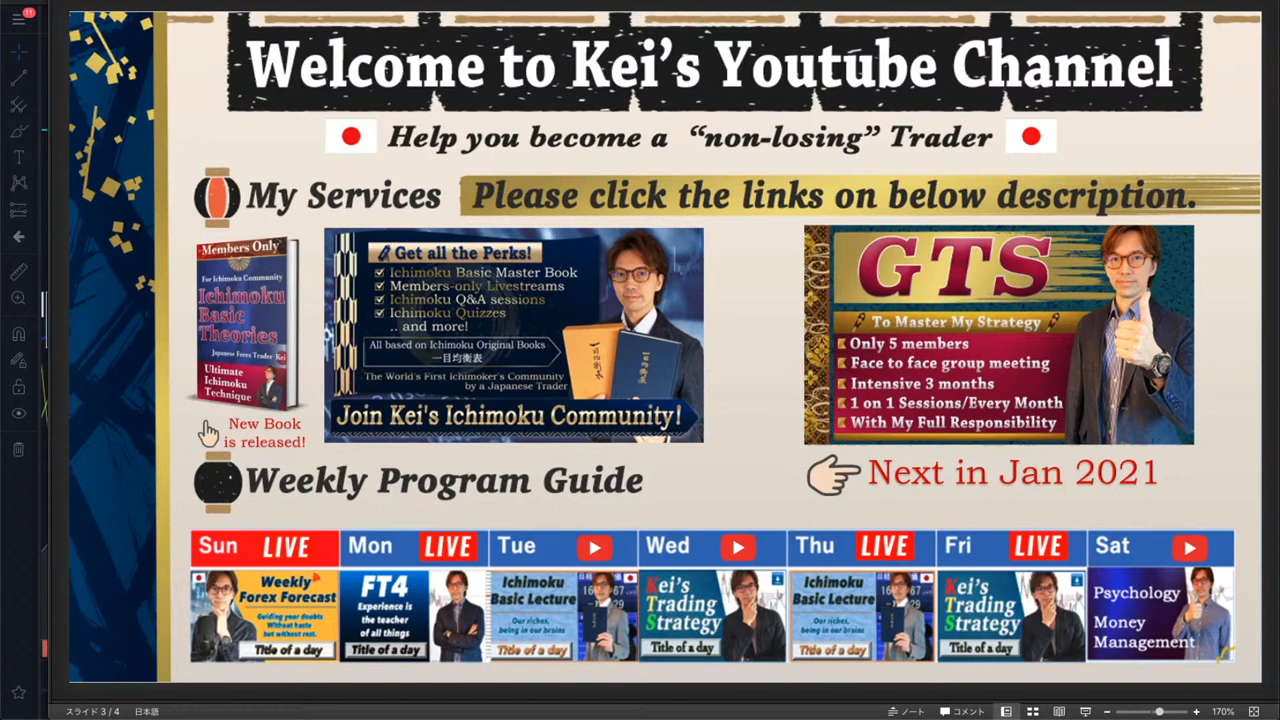 11
Welcome to Kei's Youtube Channel
Help you become a “non-losing” Trader
My Services
Please click the links on below description.
Members Only
For Ichimoku Community
Ichimoku
Basic
Theories
Japanese Forex Trader Kei
Ultimate
Ichimoku
Technique
New Book
is released!
Get all the Perks!
Ichimoku Basic Master Book
Members-only Livestreams
Ichimoku Q&A sessions
Ichimoku Quizzes
.. and more!
All based on Ichimoku Original Books
一目均衡表
The World's First Ichimoker's Community
by a Japanese Trader
Join Kei's Ichimoku Community!
GTS
To Master My Strategy
Only 5 members
Face to face group meeting
Intensive 3 months
1 on 1 Sessions/Every Month
With My Full Responsibility
Next in Jan 2021
Weekly Program Guide
Sun LIVE
Mon LIVE
Tue
Wed
Thu LIVE
Fri LIVE
Sat
Weekly
Forex Forecast
Guiding your doubts
Without haste
but without rest.
Title of a day
FT4
Experience is
the teacher
of all things
Title of a day
Ichimoku
Basic Lecture
Our riches,
being in our brains
Title of a day
Kei's
Trading
Strategy
Title of a day
Ichimoku
Basic Lecture
Our riches,
being in our brains
Title of a day
Kei's
Trading
Strategy
Title of a day
Psychology
Money
Management
スライド 3 / 4 日本語
ノート コメント 170%